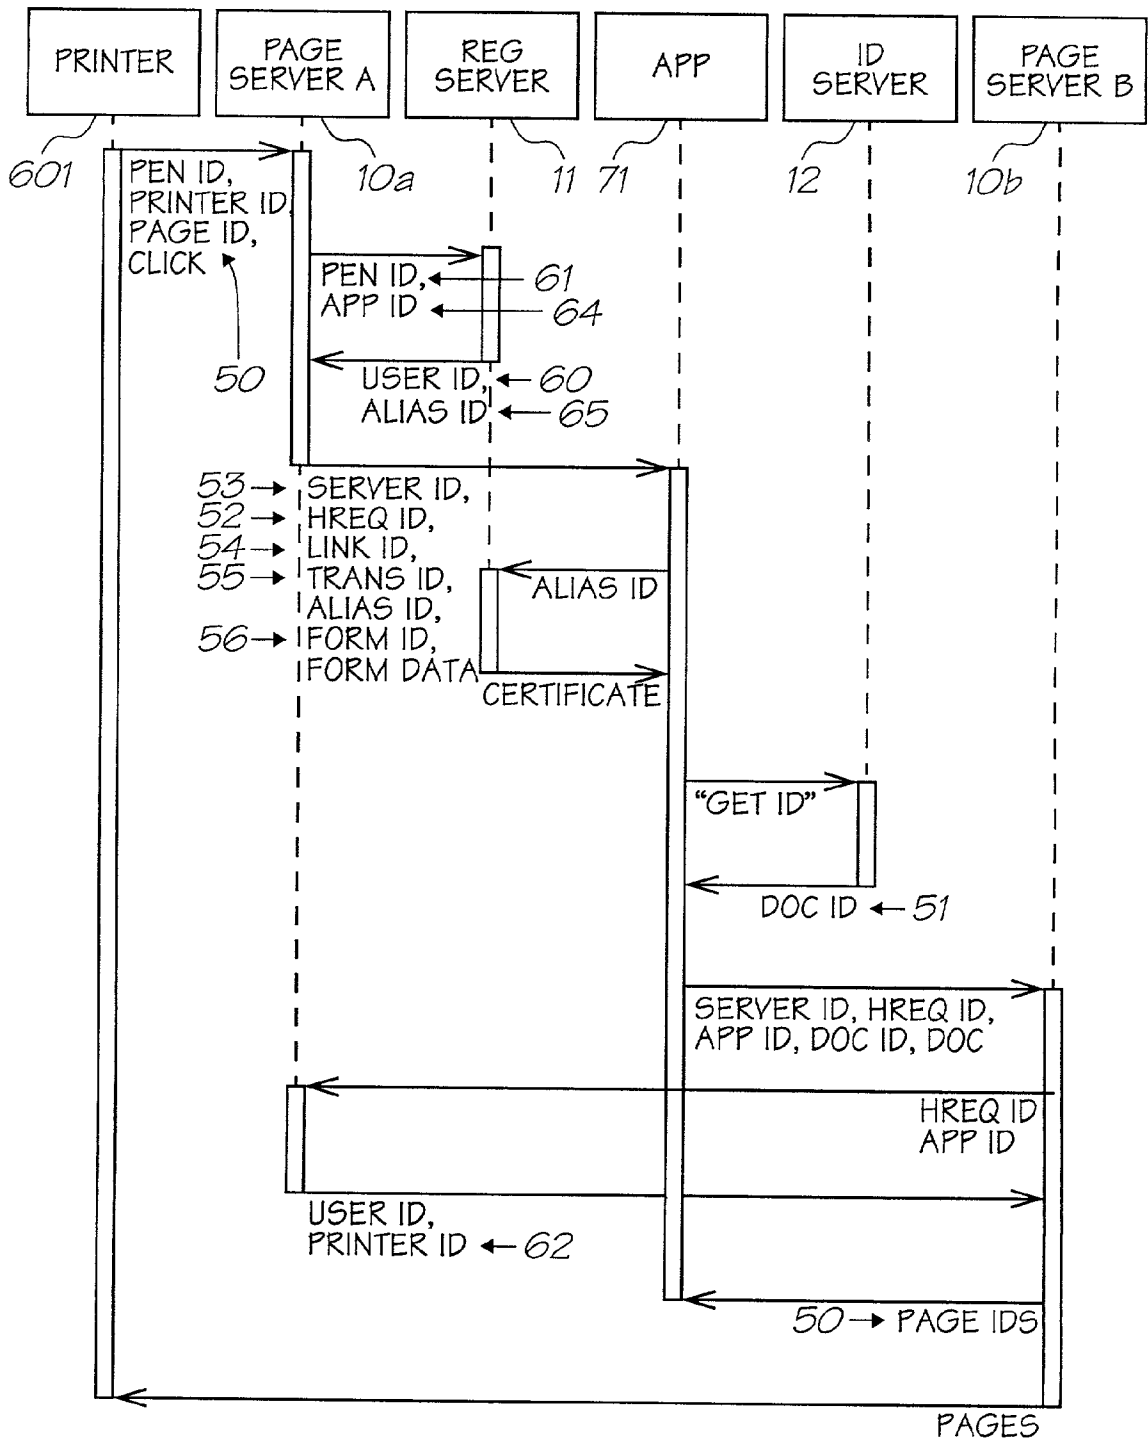 PRINTER
PAGE
SERVER A
REG
SERVER
APP
ID
SERVER
PAGE
SERVER B
601
10a
11
71
12
10b
PEN ID,
PRINTER ID
PAGE ID,
CLICK
50
PEN ID, 61
APP ID 64
USER ID, 60
ALIAS ID 65
53 SERVER ID,
52 HREQ ID,
54 LINK ID,
55 TRANS ID,
ALIAS ID,
56 FORM ID,
FORM DATA
ALIAS ID
CERTIFICATE
“GET ID”
DOC ID 51
SERVER ID, HREQ ID,
APP ID, DOC ID, DOC
HREQ ID
APP ID
USER ID,
PRINTER ID 62
50 PAGE IDS
PAGES